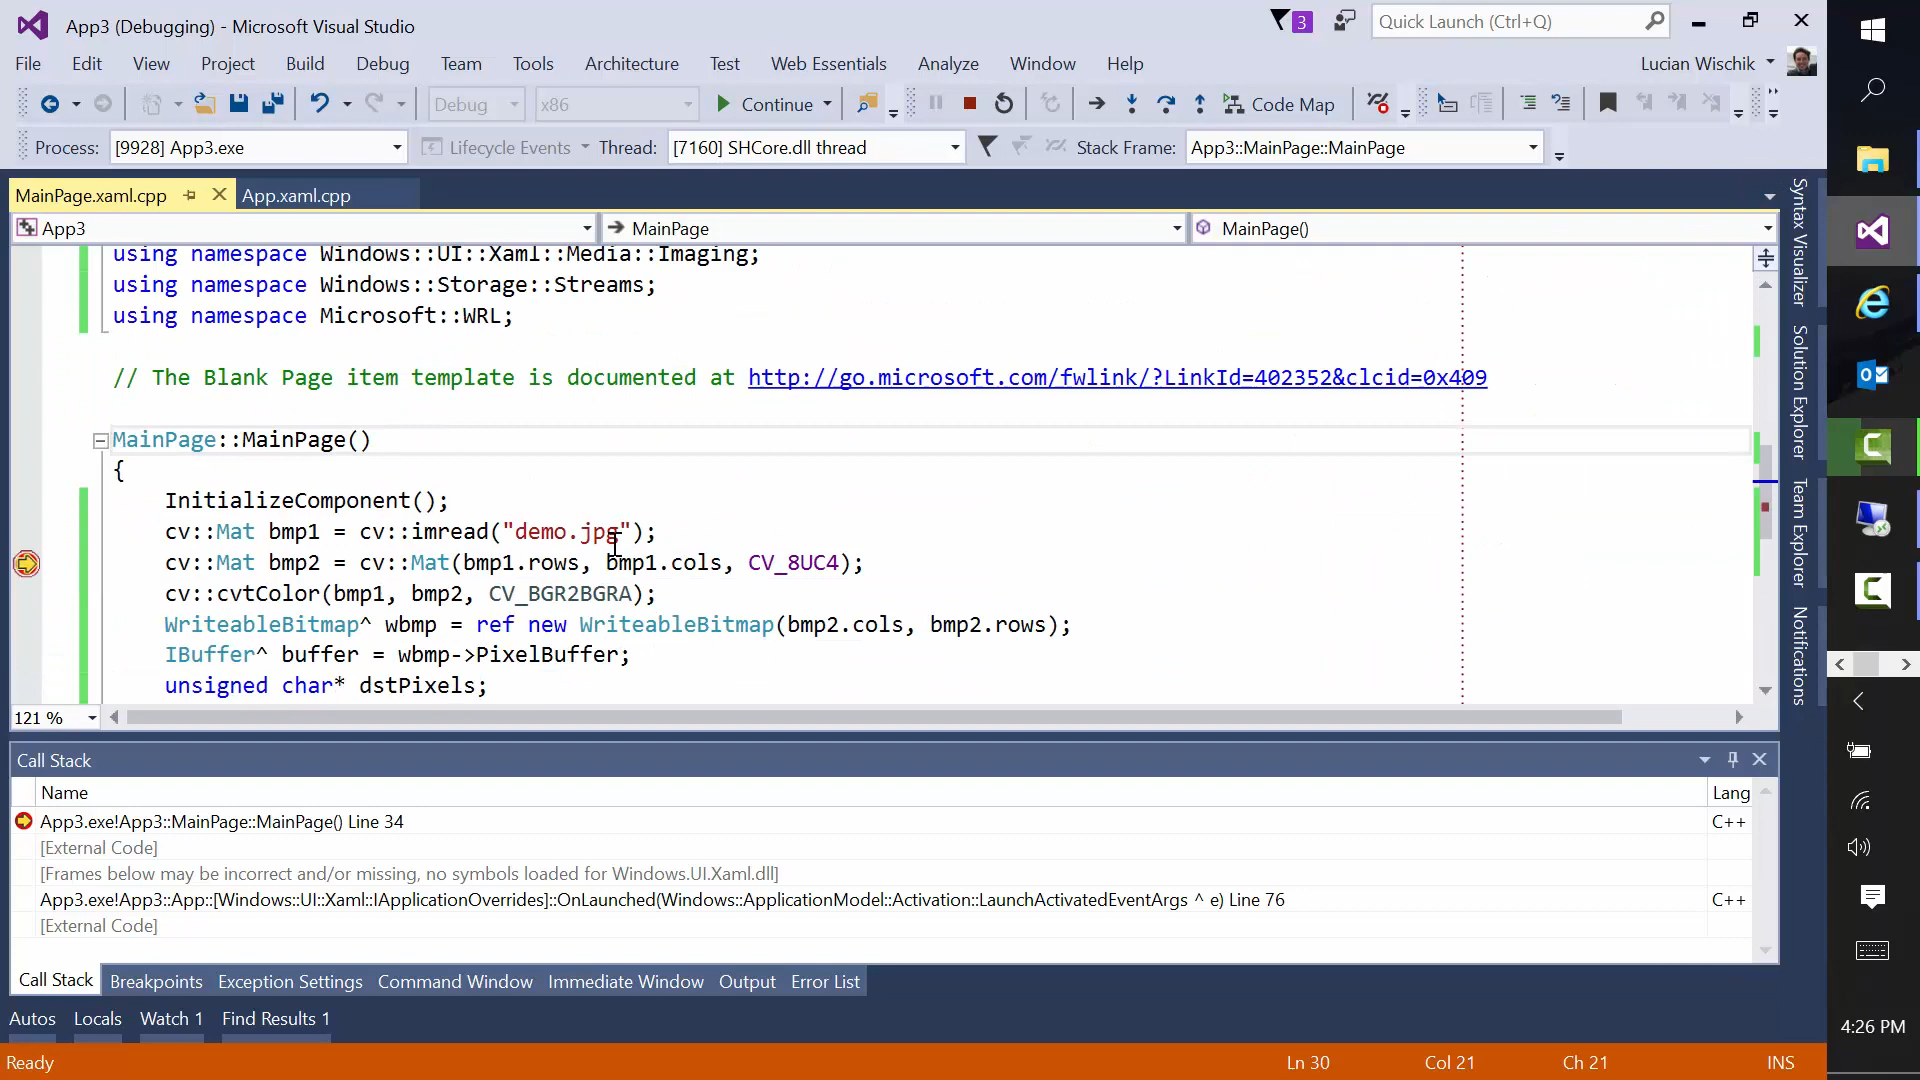 App3 (Debugging) - Microsoft Visual Studio
3
Quick Launch (Ctrl+Q)
File Edit View Project Build Debug Team Tools Architecture Test Web Essentials Analyze Window Help
Lucian Wischik
Debug x86 Continue Code Map
Process: [9928] App3.exe Lifecycle Events Thread: [7160] SHCore.dll thread Stack Frame: App3::MainPage::MainPage
MainPage.xaml.cpp App.xaml.cpp
App3 MainPage MainPage()
using namespace Windows::UI::Xaml::Media::Imaging;
using namespace Windows::Storage::Streams;
using namespace Microsoft::WRL;
// The Blank Page item template is documented at http://go.microsoft.com/fwlink/?LinkId=402352&clcid=0x409
MainPage::MainPage()
{
InitializeComponent();
cv::Mat bmp1 = cv::imread("demo.jpg");
cv::Mat bmp2 = cv::Mat(bmp1.rows, bmp1.cols, CV_8UC4);
cv::cvtColor(bmp1, bmp2, CV_BGR2BGRA);
WriteableBitmap^ wbmp = ref new WriteableBitmap(bmp2.cols, bmp2.rows);
IBuffer^ buffer = wbmp->PixelBuffer;
unsigned char* dstPixels;
121 %
Syntax Visualizer
Solution Explorer
Team Explorer
Notifications
Call Stack
Name Lang
App3.exe!App3::MainPage::MainPage() Line 34 C++
[External Code]
[Frames below may be incorrect and/or missing, no symbols loaded for Windows.UI.Xaml.dll]
App3.exe!App3::App::[Windows::UI::Xaml::IApplicationOverrides]::OnLaunched(Windows::ApplicationModel::Activation::LaunchActivatedEventArgs ^ e) Line 76 C++
[External Code]
Call Stack Breakpoints Exception Settings Command Window Immediate Window Output Error List
Autos Locals Watch 1 Find Results 1
Ready Ln 30 Col 21 Ch 21 INS
4:26 PM